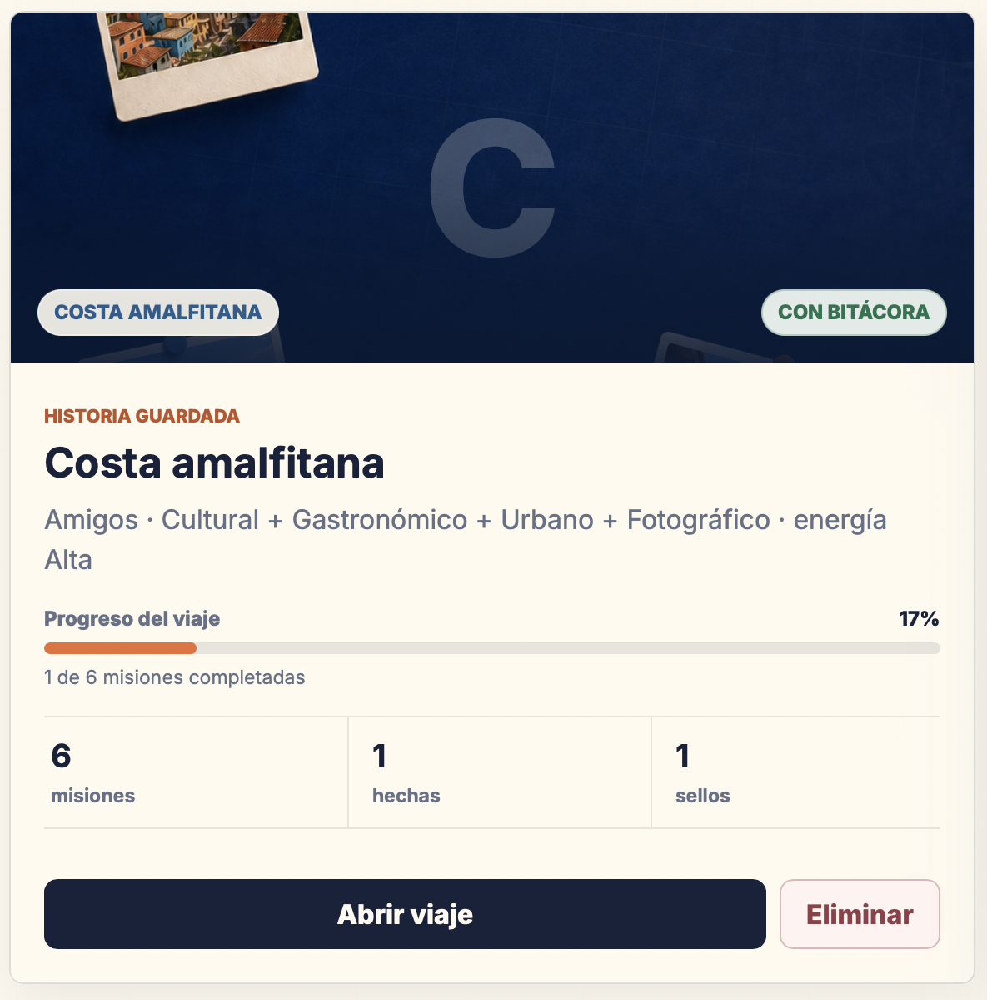 C
COSTA AMALFITANA
CON BITÁCORA
HISTORIA GUARDADA
Costa amalfitana
Amigos · Cultural + Gastronómico + Urbano + Fotográfico · energía
Alta
Progreso del viaje
17%
1 de 6 misiones completadas
6
misiones
1
hechas
1
sellos
Abrir viaje
Eliminar